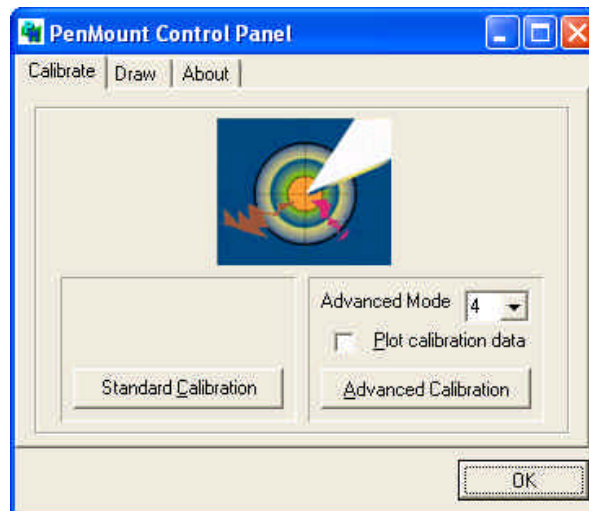 PenMount Control Panel
Calibrate Draw About
Advanced Mode 4
Plot calibration data
Standard Calibration Advanced Calibration
OK